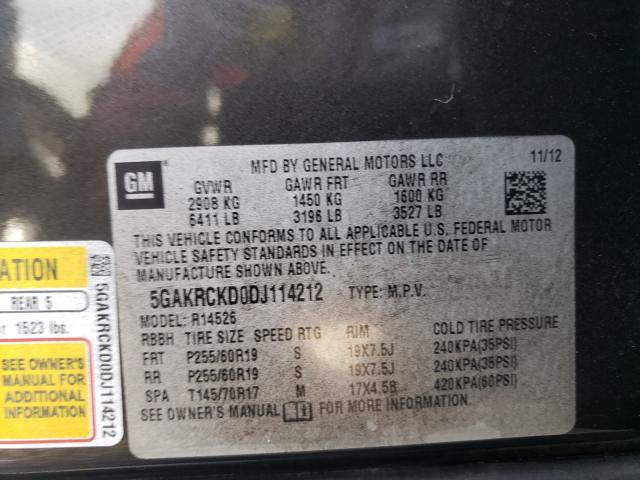 GM
MFD BY GENERAL MOTORS LLC 11/12
GVWR GAWR FRT GAWR RR
2908 KG 1450 KG 1600 KG
6411 LB 3196 LB 3527 LB
THIS VEHICLE CONFORMS TO ALL APPLICABLE U.S. FEDERAL MOTOR
VEHICLE SAFETY STANDARDS IN EFFECT ON THE DATE OF
MANUFACTURE SHOWN ABOVE.
5GAKRCKD0DJ114212 TYPE: M.P.V.
MODEL: R14526
RBBH TIRE SIZE SPEED RTG RIM COLD TIRE PRESSURE
FRT P255/60R19 S 19X7.5J 240KPA(35PSI)
RR P255/60R19 S 19X7.5J 240KPA(35PSI)
SPA T145/70R17 M 17X4.5B 420KPA(60PSI)
SEE OWNER'S MANUAL FOR MORE INFORMATION.
ATION
REAR 5
or 1523 lbs.
SEE OWNER'S
MANUAL FOR
ADDITIONAL
INFORMATION
5GAKRCKD0DJ114212